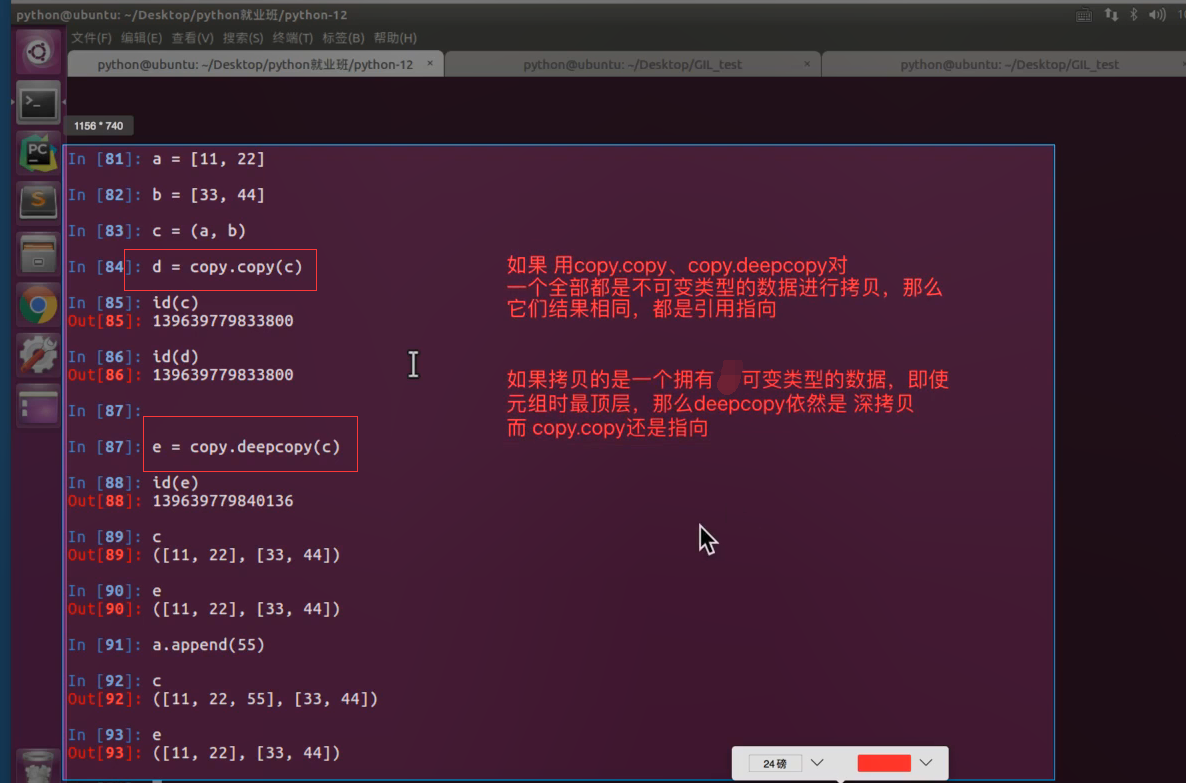 python@ubuntu: ~/Desktop/python就业班/python-12
文件(F) 编辑(E) 查看(V) 搜索(S) 终端(T) 标签(B) 帮助(H)
python@ubuntu: ~/Desktop/python就业班/python-12 × python@ubuntu: ~/Desktop/GIL_test × python@ubuntu: ~/Desktop/GIL_test
1156 * 740
In [81]: a = [11, 22]
In [82]: b = [33, 44]
In [83]: c = (a, b)
In [84]: d = copy.copy(c)
In [85]: id(c)
Out[85]: 139639779833800
In [86]: id(d)
Out[86]: 139639779833800
In [87]:
In [87]: e = copy.deepcopy(c)
In [88]: id(e)
Out[88]: 139639779840136
In [89]: c
Out[89]: ([11, 22], [33, 44])
In [90]: e
Out[90]: ([11, 22], [33, 44])
In [91]: a.append(55)
In [92]: c
Out[92]: ([11, 22, 55], [33, 44])
In [93]: e
Out[93]: ([11, 22], [33, 44])
如果 用copy.copy、copy.deepcopy对
一个全部都是不可变类型的数据进行拷贝，那么
它们结果相同，都是引用指向
如果拷贝的是一个拥有 可变类型的数据，即使
元组时最顶层，那么deepcopy依然是 深拷贝
而 copy.copy还是指向
24磅